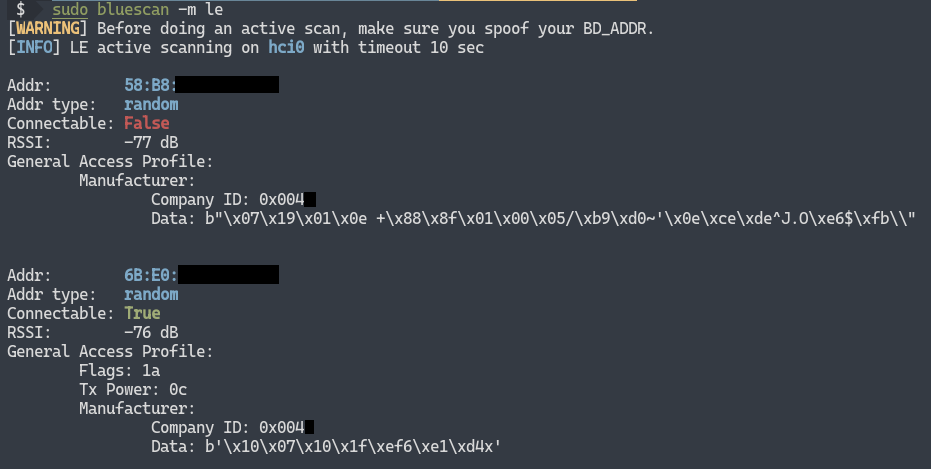 $ sudo bluescan -m le
[WARNING] Before doing an active scan, make sure you spoof your BD_ADDR.
[INFO] LE active scanning on hci0 with timeout 10 sec
Addr: 58:B8:
Addr type: random
Connectable: False
RSSI: -77 dB
General Access Profile:
Manufacturer:
Company ID: 0x004
Data: b"\x07\x19\x01\x0e +\x88\x8f\x01\x00\x05/\xb9\xd0~'\x0e\xce\xde^J.O\xe6$\xfb\\"
Addr: 6B:E0:
Addr type: random
Connectable: True
RSSI: -76 dB
General Access Profile:
Flags: 1a
Tx Power: 0c
Manufacturer:
Company ID: 0x004
Data: b'\x10\x07\x10\x1f\xef6\xe1\xd4x'